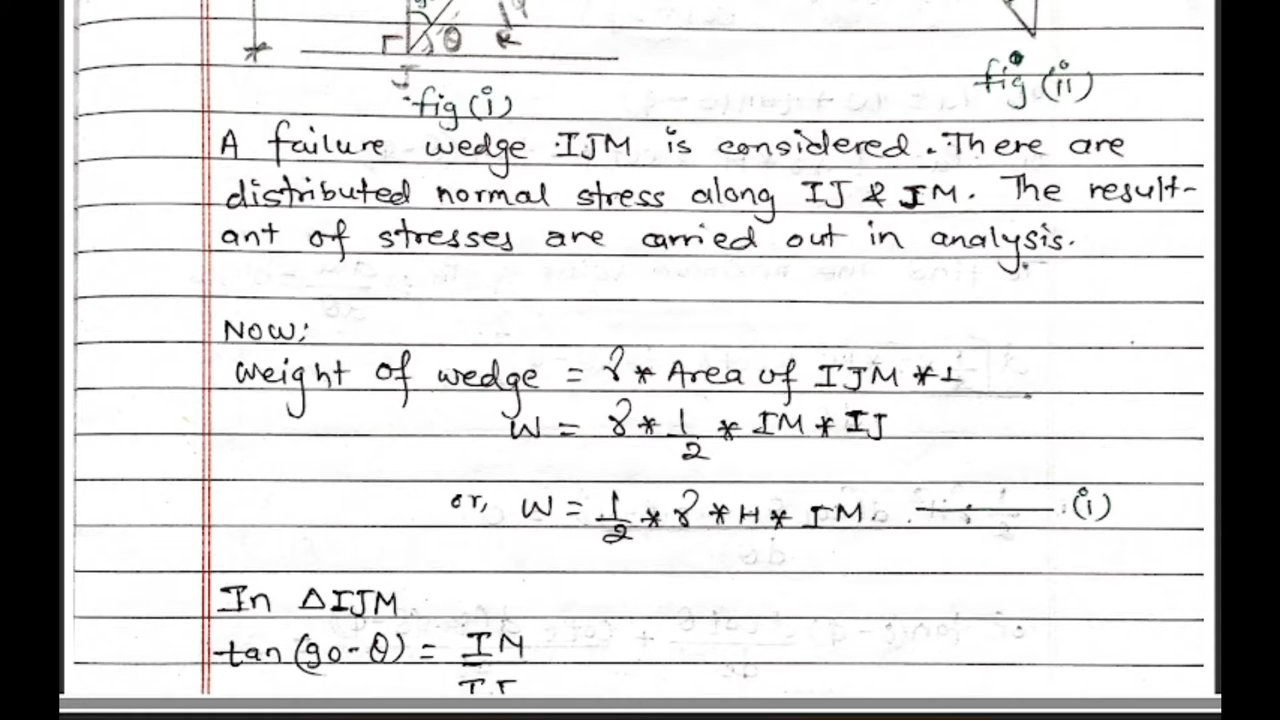 θ
J
fig (i)
fig (ii)
A failure wedge IJM is considered. There are
distributed normal stress along IJ & JM. The result-
ant of stresses are carried out in analysis.
Now;
Weight of wedge = γ * Area of IJM * 1
W = γ * 1/2 * IM * IJ
or, W = 1/2 * γ * H * IM. ——— (i)
In ΔIJM
tan (90-θ) = IM / IJ